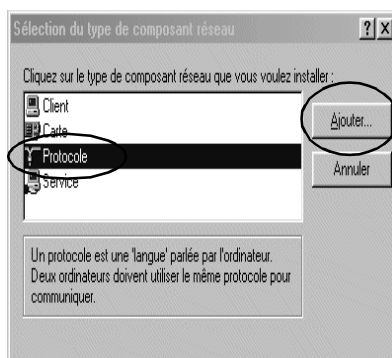 Sélection du type de composant réseau
Cliquez sur le type de composant réseau que vous voulez installer :
Client
Carte
Protocole
Service
Ajouter...
Annuler
Un protocole est une 'langue' parlée par l'ordinateur.
Deux ordinateurs doivent utiliser le même protocole pour
communiquer.